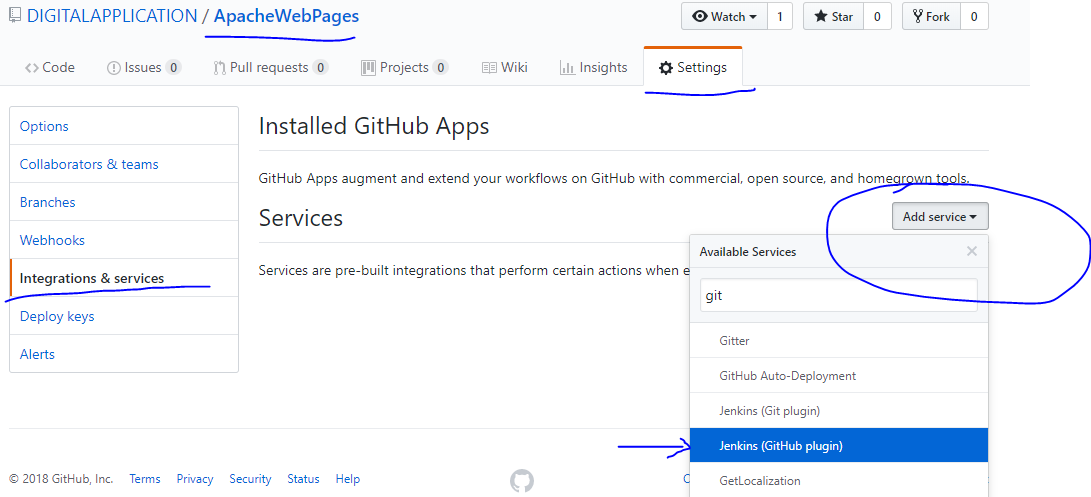 DIGITALAPPLICATION / ApacheWebPages
Watch 1 Star 0 Fork 0
Code Issues 0 Pull requests 0 Projects 0 Wiki Insights Settings
Options
Collaborators & teams
Branches
Webhooks
Integrations & services
Deploy keys
Alerts
Installed GitHub Apps
GitHub Apps augment and extend your workflows on GitHub with commercial, open source, and homegrown tools.
Services
Add service
Services are pre-built integrations that perform certain actions when e
Available Services
git
Gitter
GitHub Auto-Deployment
Jenkins (Git plugin)
Jenkins (GitHub plugin)
GetLocalization
© 2018 GitHub, Inc. Terms Privacy Security Status Help